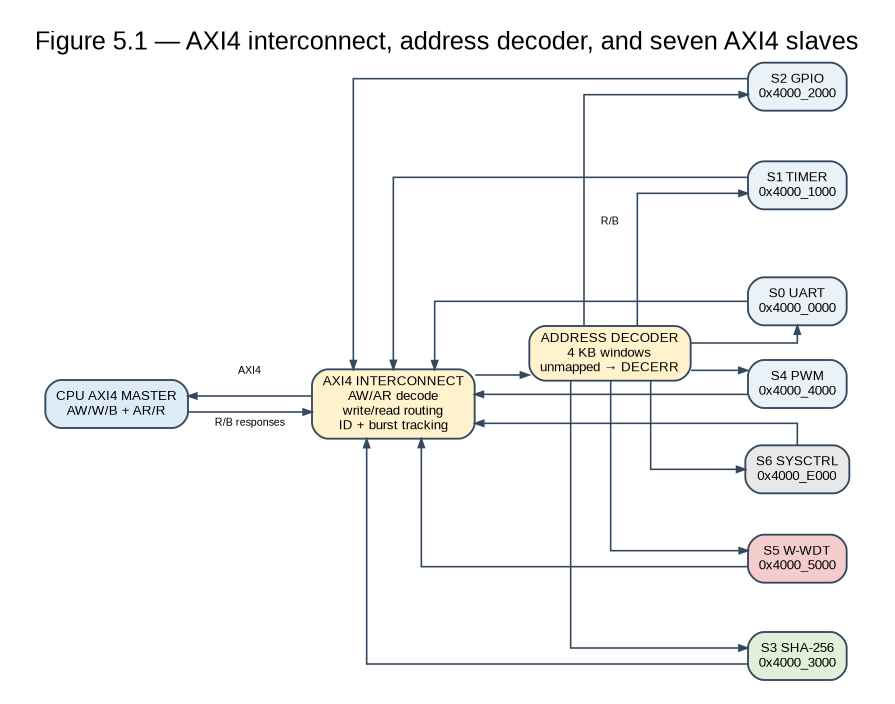 Figure 5.1 — AXI4 interconnect, address decoder, and seven AXI4 slaves
S2 GPIO
0x4000_2000
S1 TIMER
0x4000_1000
R/B
S0 UART
0x4000_0000
ADDRESS DECODER
4 KB windows
unmapped → DECERR
S4 PWM
0x4000_4000
AXI4
AXI4 INTERCONNECT
AW/AR decode
write/read routing
ID + burst tracking
CPU AXI4 MASTER
AW/W/B + AR/R
R/B responses
S6 SYSCTRL
0x4000_E000
S5 W-WDT
0x4000_5000
S3 SHA-256
0x4000_3000